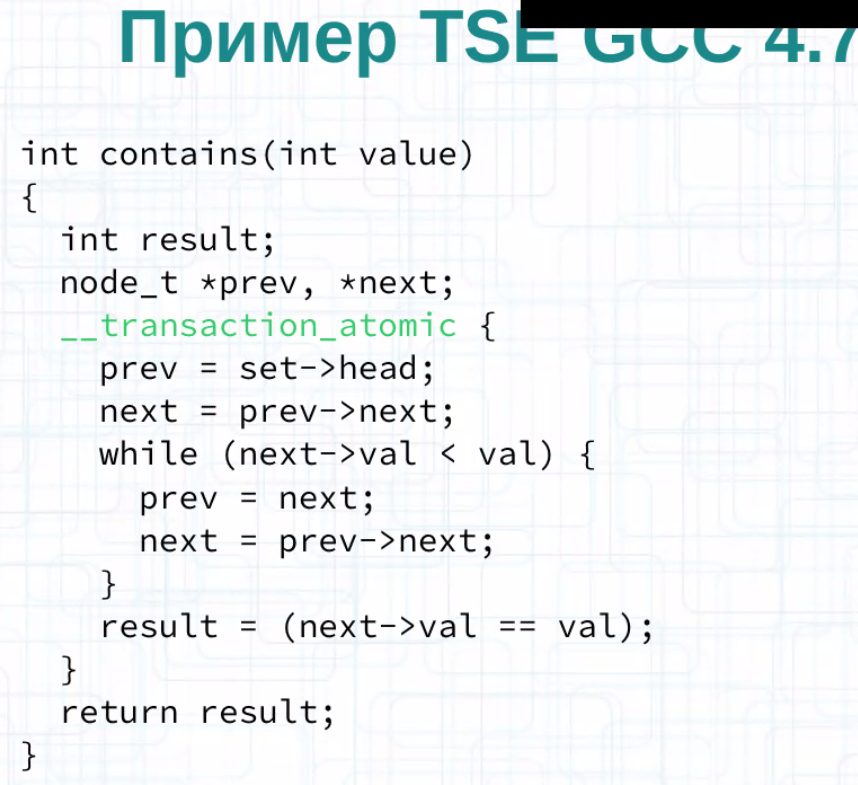 Пример TSE GCC 4.7
int contains(int value)
{
  int result;
  node_t *prev, *next;
  __transaction_atomic {
    prev = set->head;
    next = prev->next;
    while (next->val < val) {
      prev = next;
      next = prev->next;
    }
    result = (next->val == val);
  }
  return result;
}